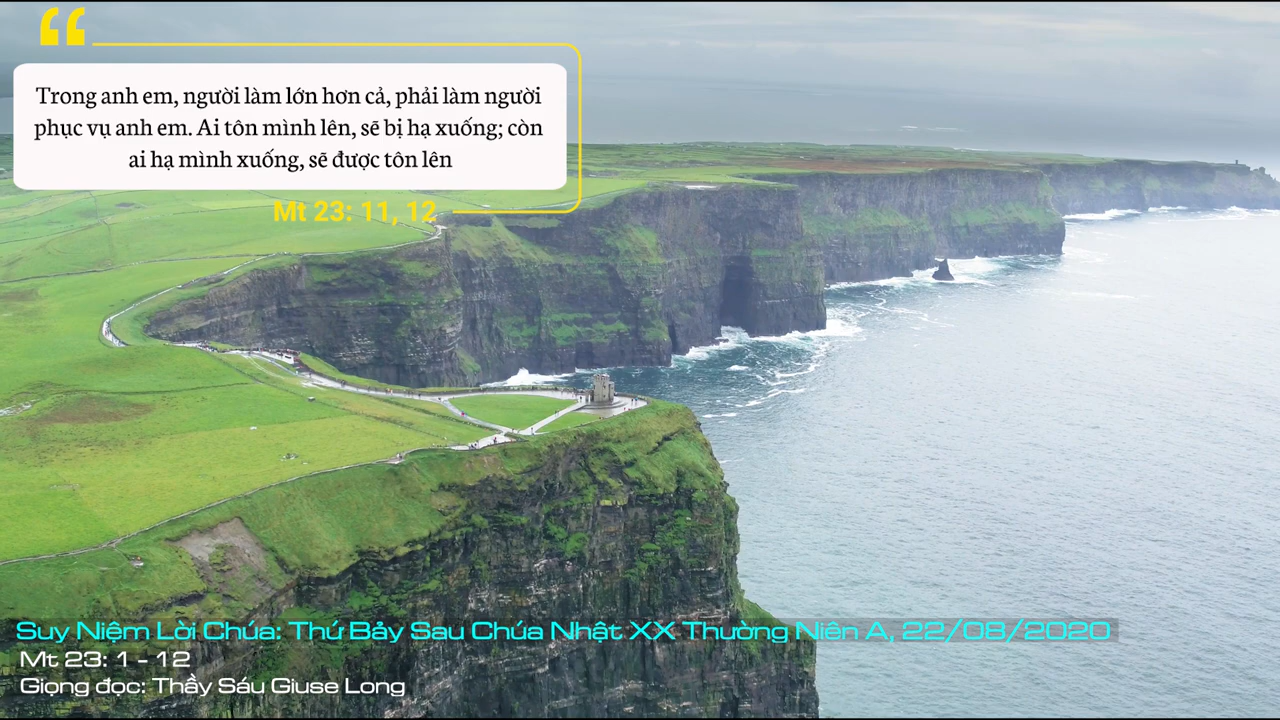 Trong anh em, người làm lớn hơn cả, phải làm người
phục vụ anh em. Ai tôn mình lên, sẽ bị hạ xuống; còn
ai hạ mình xuống, sẽ được tôn lên
Mt 23: 11, 12
Suy Niệm Lời Chúa: Thứ Bảy Sau Chúa Nhật XX Thường Niên A, 22/08/2020
Mt 23: 1 - 12
Giọng đọc: Thầy Sáu Giuse Long